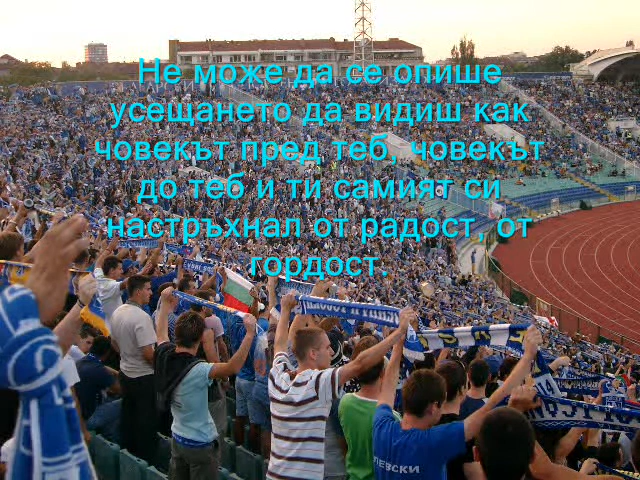 Не може да се опише
усещането да видиш как
човекът пред теб, човекът
до теб и ти самият си
настръхнал от радост, от
гордост.
ЛЕВСКИ